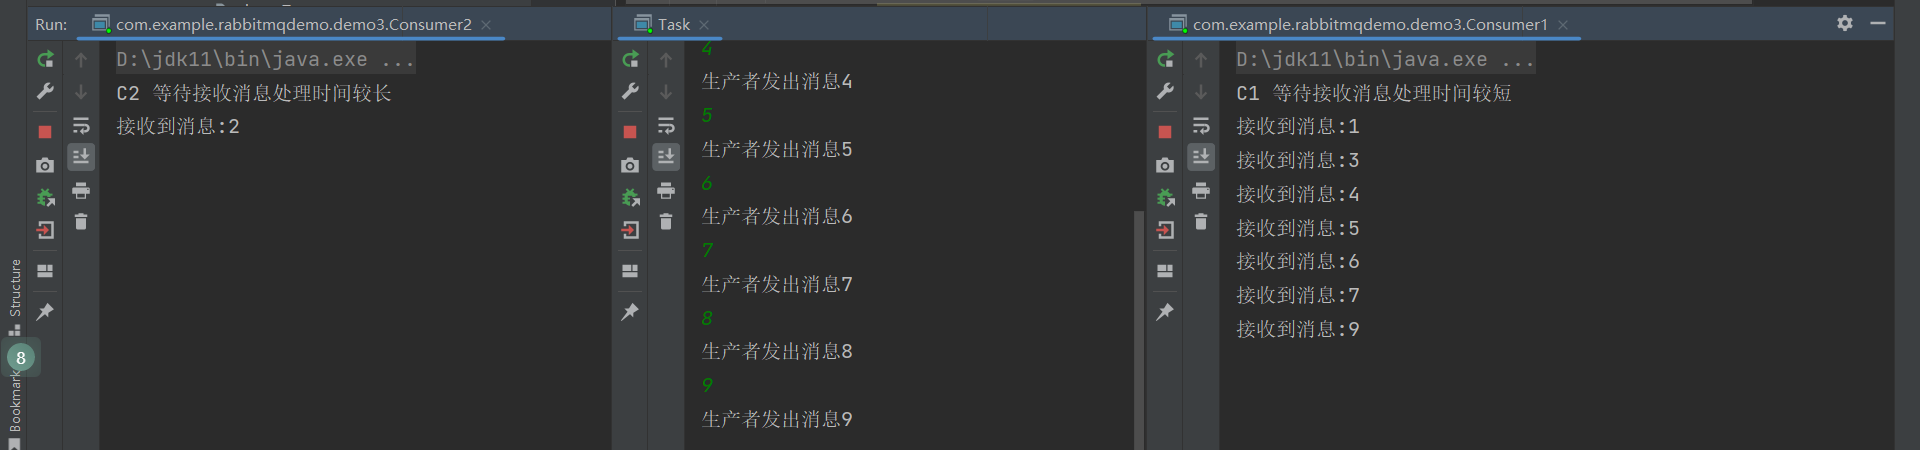 Run:
com.example.rabbitmqdemo.demo3.Consumer2
D:\jdk11\bin\java.exe ...
C2 等待接收消息处理时间较长
接收到消息:2
Task
4
生产者发出消息4
5
生产者发出消息5
6
生产者发出消息6
7
生产者发出消息7
8
生产者发出消息8
9
生产者发出消息9
com.example.rabbitmqdemo.demo3.Consumer1
D:\jdk11\bin\java.exe ...
C1 等待接收消息处理时间较短
接收到消息:1
接收到消息:3
接收到消息:4
接收到消息:5
接收到消息:6
接收到消息:7
接收到消息:9
Structure
8
Bookmark